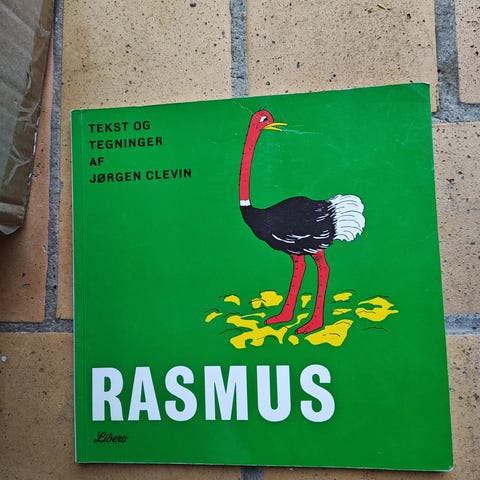 TEKST OG
TEGNINGER
AF
JØRGEN CLEVIN
RASMUS
Libero